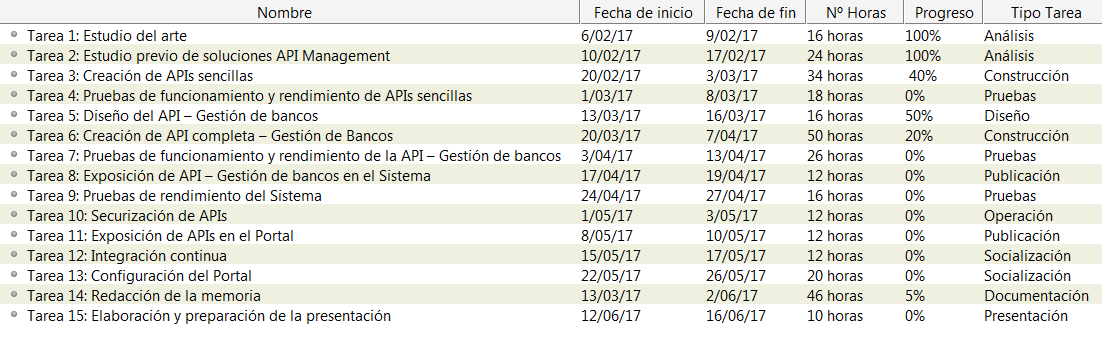 Nombre Fecha de inicio Fecha de fin Nº Horas Progreso Tipo Tarea
Tarea 1: Estudio del arte 6/02/17 9/02/17 16 horas 100% Análisis
Tarea 2: Estudio previo de soluciones API Management 10/02/17 17/02/17 24 horas 100% Análisis
Tarea 3: Creación de APIs sencillas 20/02/17 3/03/17 34 horas 40% Construcción
Tarea 4: Pruebas de funcionamiento y rendimiento de APIs sencillas 1/03/17 8/03/17 18 horas 0% Pruebas
Tarea 5: Diseño del API – Gestión de bancos 13/03/17 16/03/17 16 horas 50% Diseño
Tarea 6: Creación de API completa – Gestión de Bancos 20/03/17 7/04/17 50 horas 20% Construcción
Tarea 7: Pruebas de funcionamiento y rendimiento de la API – Gestión de bancos 3/04/17 13/04/17 26 horas 0% Pruebas
Tarea 8: Exposición de API – Gestión de bancos en el Sistema 17/04/17 19/04/17 12 horas 0% Publicación
Tarea 9: Pruebas de rendimiento del Sistema 24/04/17 27/04/17 16 horas 0% Pruebas
Tarea 10: Securización de APIs 1/05/17 3/05/17 12 horas 0% Operación
Tarea 11: Exposición de APIs en el Portal 8/05/17 10/05/17 12 horas 0% Publicación
Tarea 12: Integración continua 15/05/17 17/05/17 12 horas 0% Socialización
Tarea 13: Configuración del Portal 22/05/17 26/05/17 20 horas 0% Socialización
Tarea 14: Redacción de la memoria 13/03/17 2/06/17 46 horas 5% Documentación
Tarea 15: Elaboración y preparación de la presentación 12/06/17 16/06/17 10 horas 0% Presentación